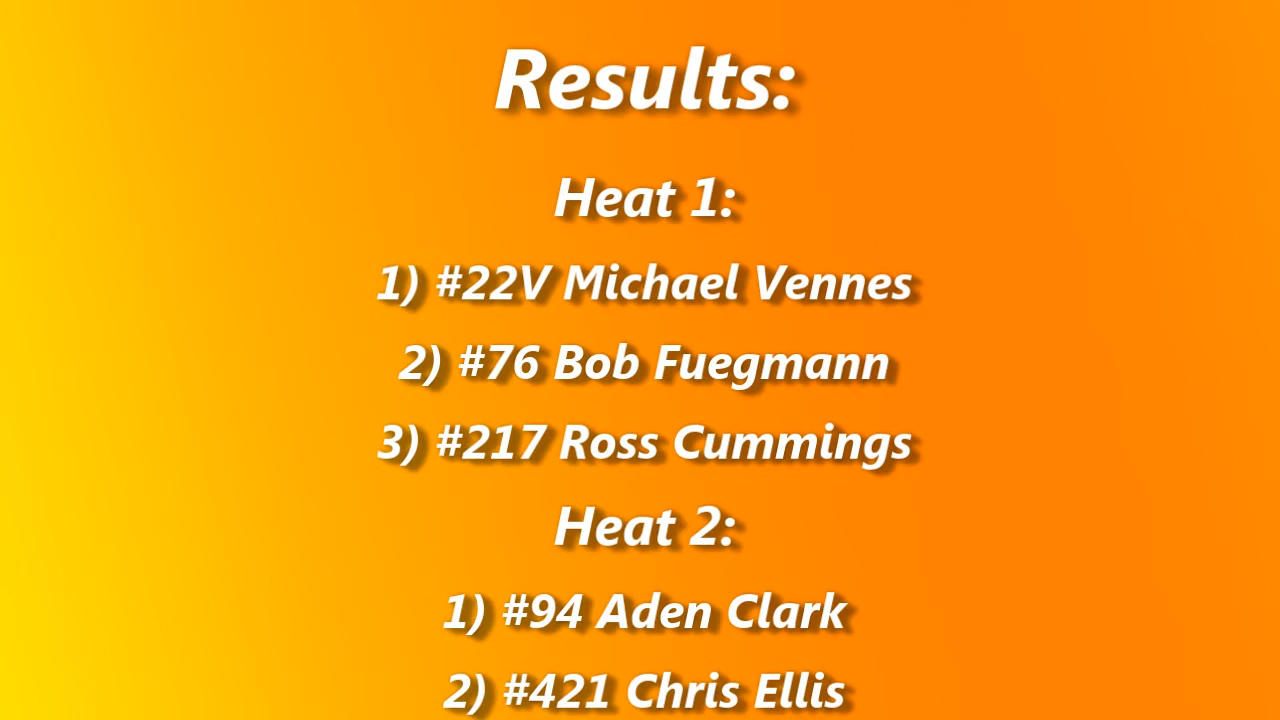 Results:
Heat 1:
1) #22V Michael Vennes
2) #76 Bob Fuegmann
3) #217 Ross Cummings
Heat 2:
1) #94 Aden Clark
2) #421 Chris Ellis